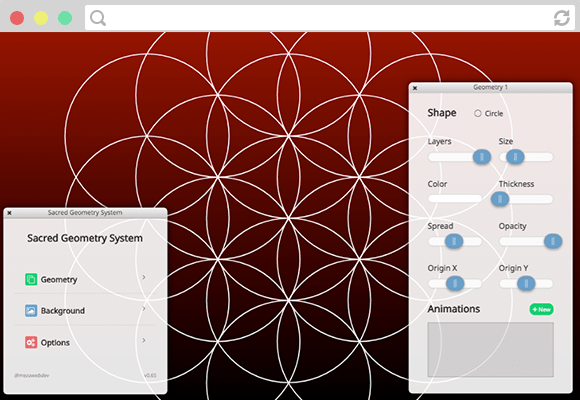 Geometry 1
Shape
Circle
Layers
Size
Color
Thickness
Spread
Opacity
Origin X
Origin Y
Animations
+ New
Sacred Geometry System
Sacred Geometry System
Geometry
Background
Options
v0.65